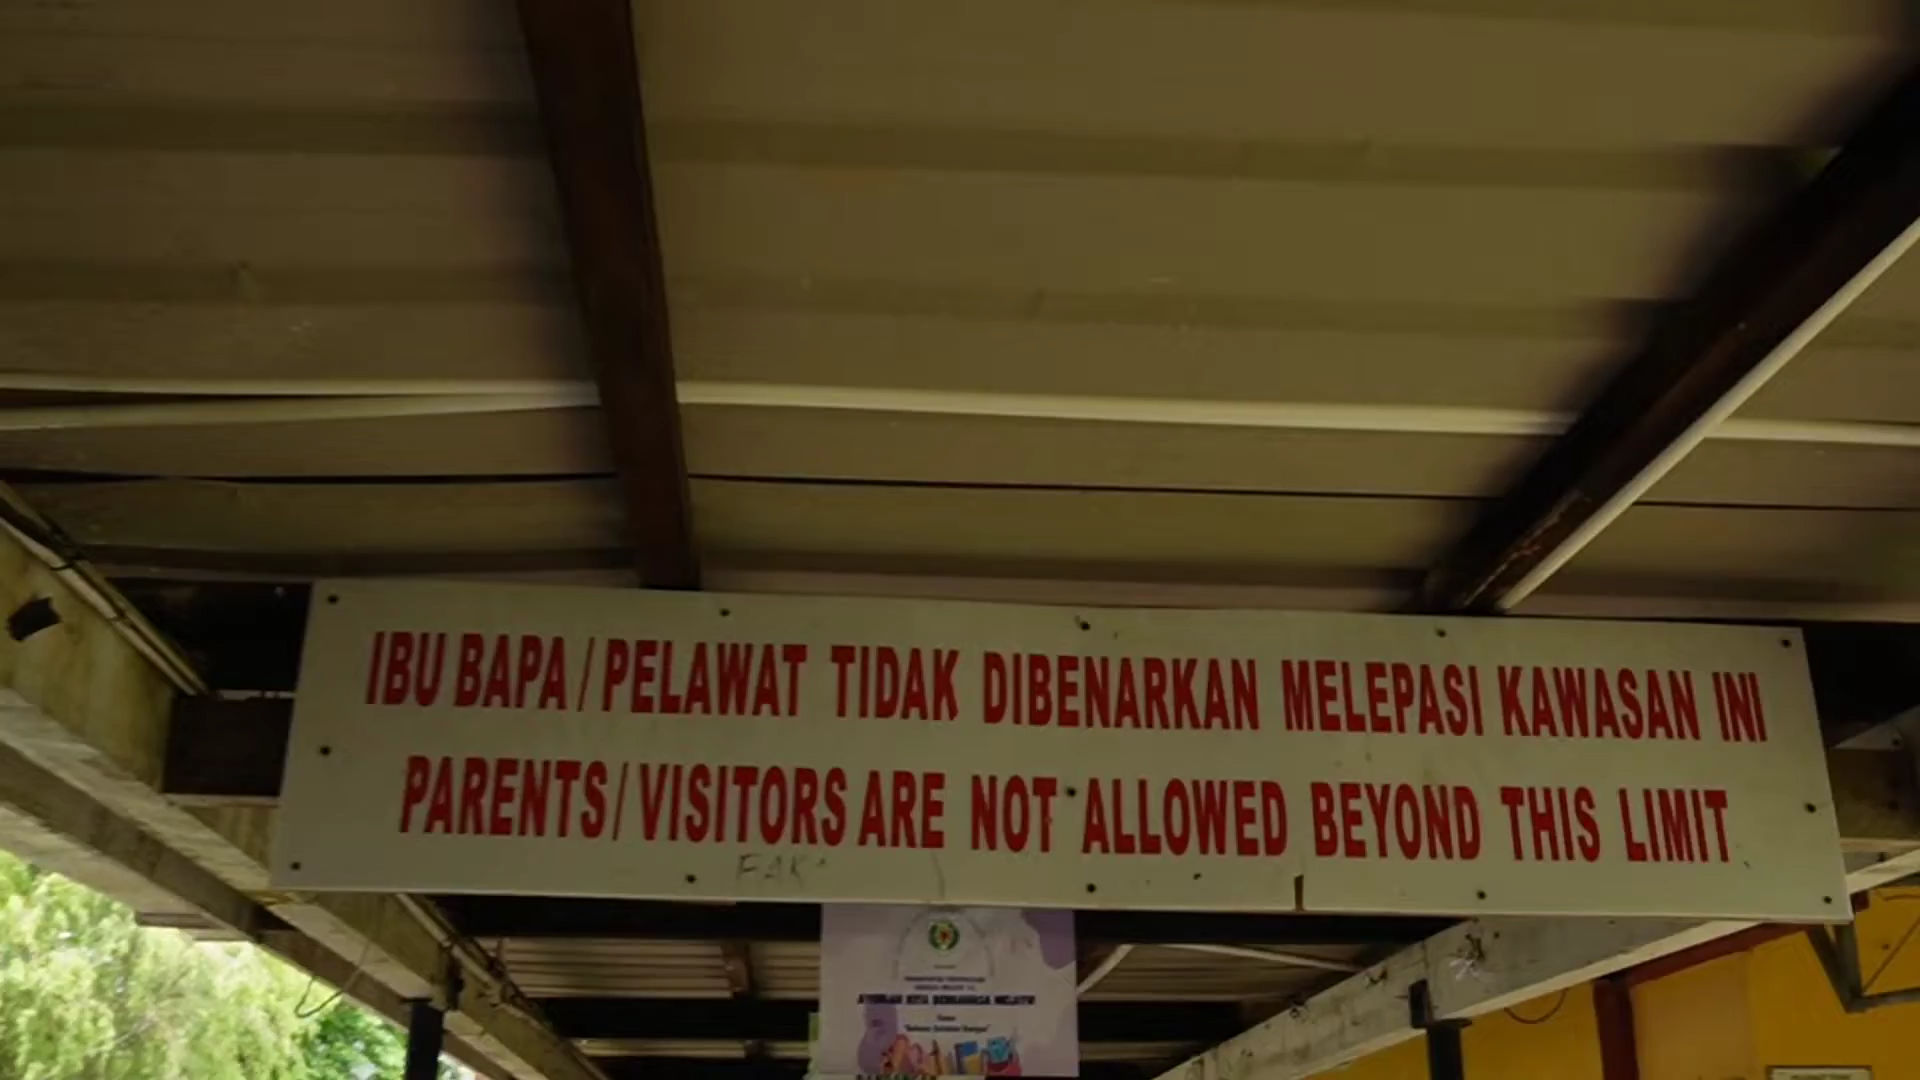 IBU BAPA / PELAWAT TIDAK DIBENARKAN MELEPASI KAWASAN INI
PARENTS / VISITORS ARE NOT ALLOWED BEYOND THIS LIMIT